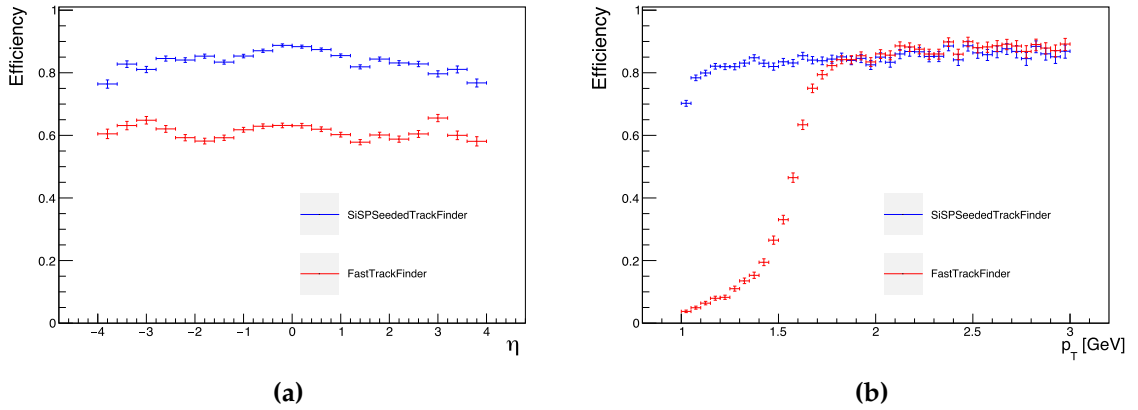 Efficiency
1
0.8
0.6
0.4
0.2
0
SiSPSeededTrackFinder
FastTrackFinder
−4 −3 −2 −1 0 1 2 3 4
η
(a)
Efficiency
1
0.8
0.6
0.4
0.2
0
SiSPSeededTrackFinder
FastTrackFinder
1 1.5 2 2.5 3
p_T [GeV]
(b)